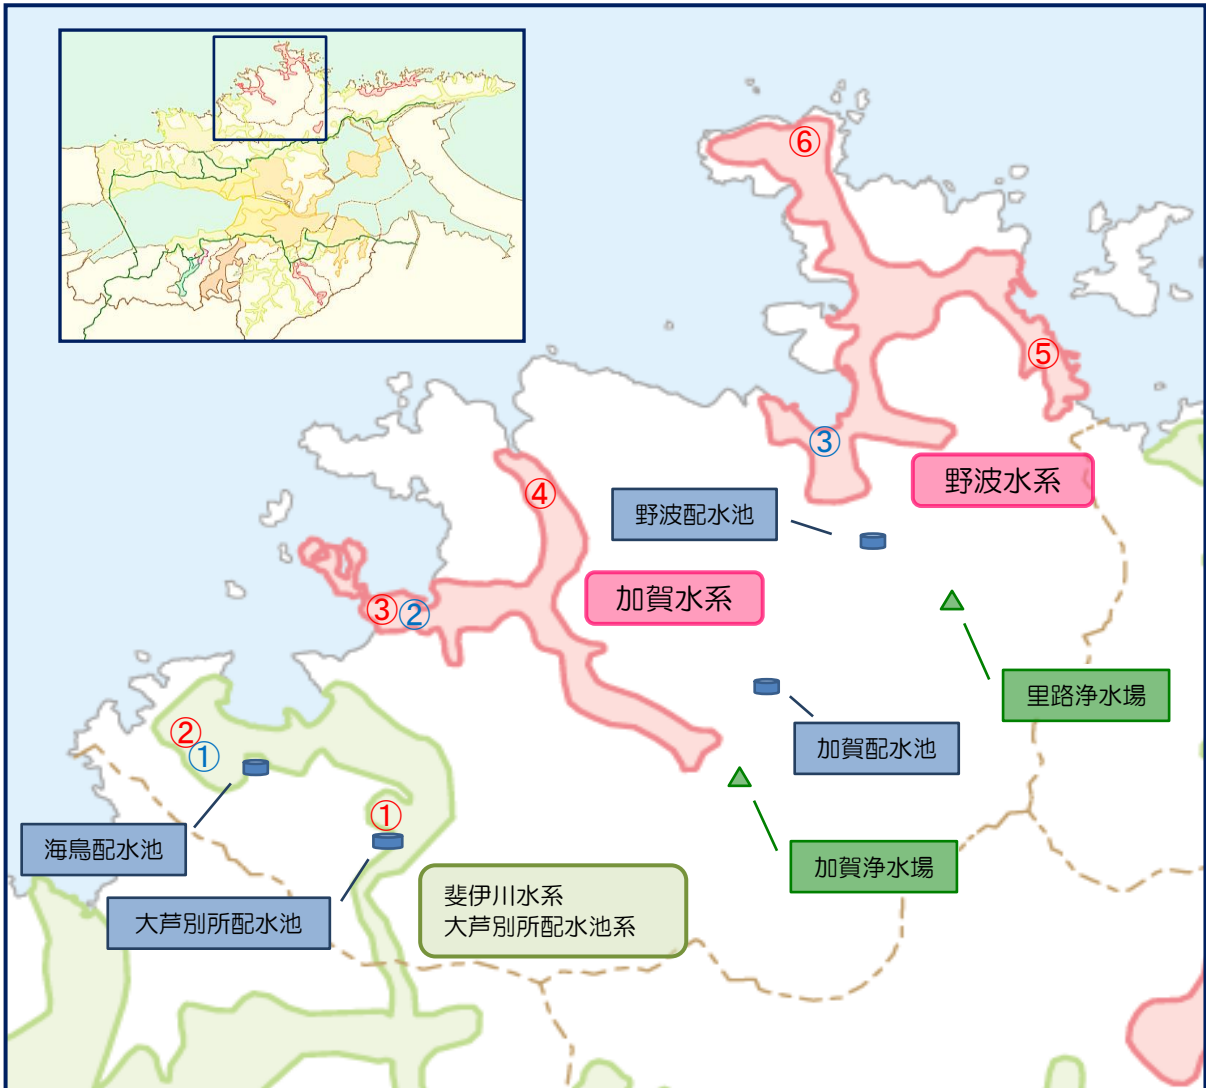 ⑥
⑤
③
野波水系
④
野波配水池
加賀水系
③
②
里路浄水場
加賀配水池
②
①
①
海鳥配水池
加賀浄水場
斐伊川水系
大芦別所配水池系
大芦別所配水池